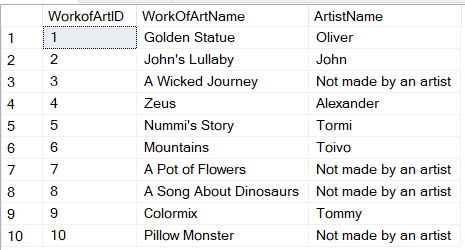 WorkofArtID WorkOfArtName ArtistName
1 1 Golden Statue Oliver
2 2 John's Lullaby John
3 3 A Wicked Journey Not made by an artist
4 4 Zeus Alexander
5 5 Nummi's Story Tormi
6 6 Mountains Toivo
7 7 A Pot of Flowers Not made by an artist
8 8 A Song About Dinosaurs Not made by an artist
9 9 Colormix Tommy
10 10 Pillow Monster Not made by an artist